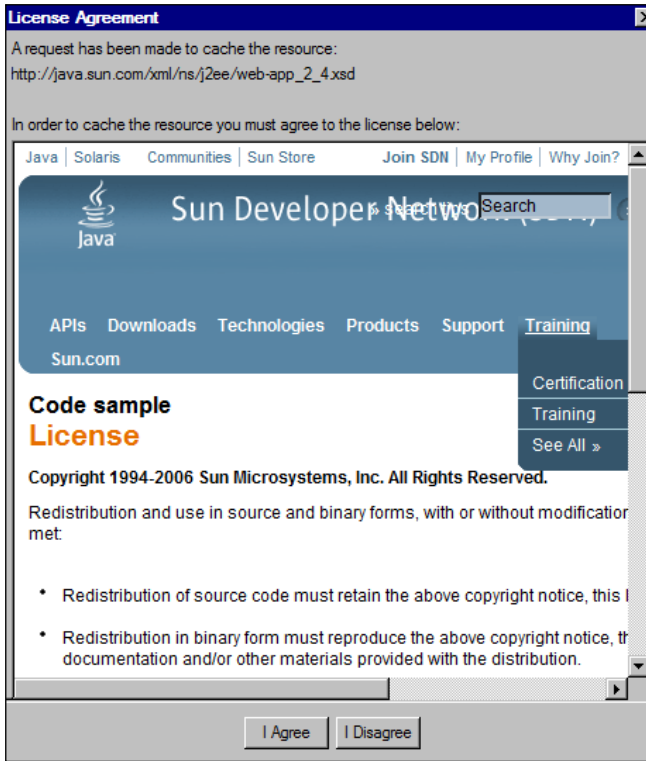 License Agreement
A request has been made to cache the resource:
http://java.sun.com/xml/ns/j2ee/web-app_2_4.xsd
In order to cache the resource you must agree to the license below:
Java | Solaris Communities | Sun Store Join SDN | My Profile | Why Join?
Java
Sun Developer Network
» search tips
Search
APIs Downloads Technologies Products Support Training
Sun.com
Certification
Training
See All »
Code sample
License
Copyright 1994-2006 Sun Microsystems, Inc. All Rights Reserved.
Redistribution and use in source and binary forms, with or without modification
met:
• Redistribution of source code must retain the above copyright notice, this l
• Redistribution in binary form must reproduce the above copyright notice, th
documentation and/or other materials provided with the distribution.
I Agree I Disagree